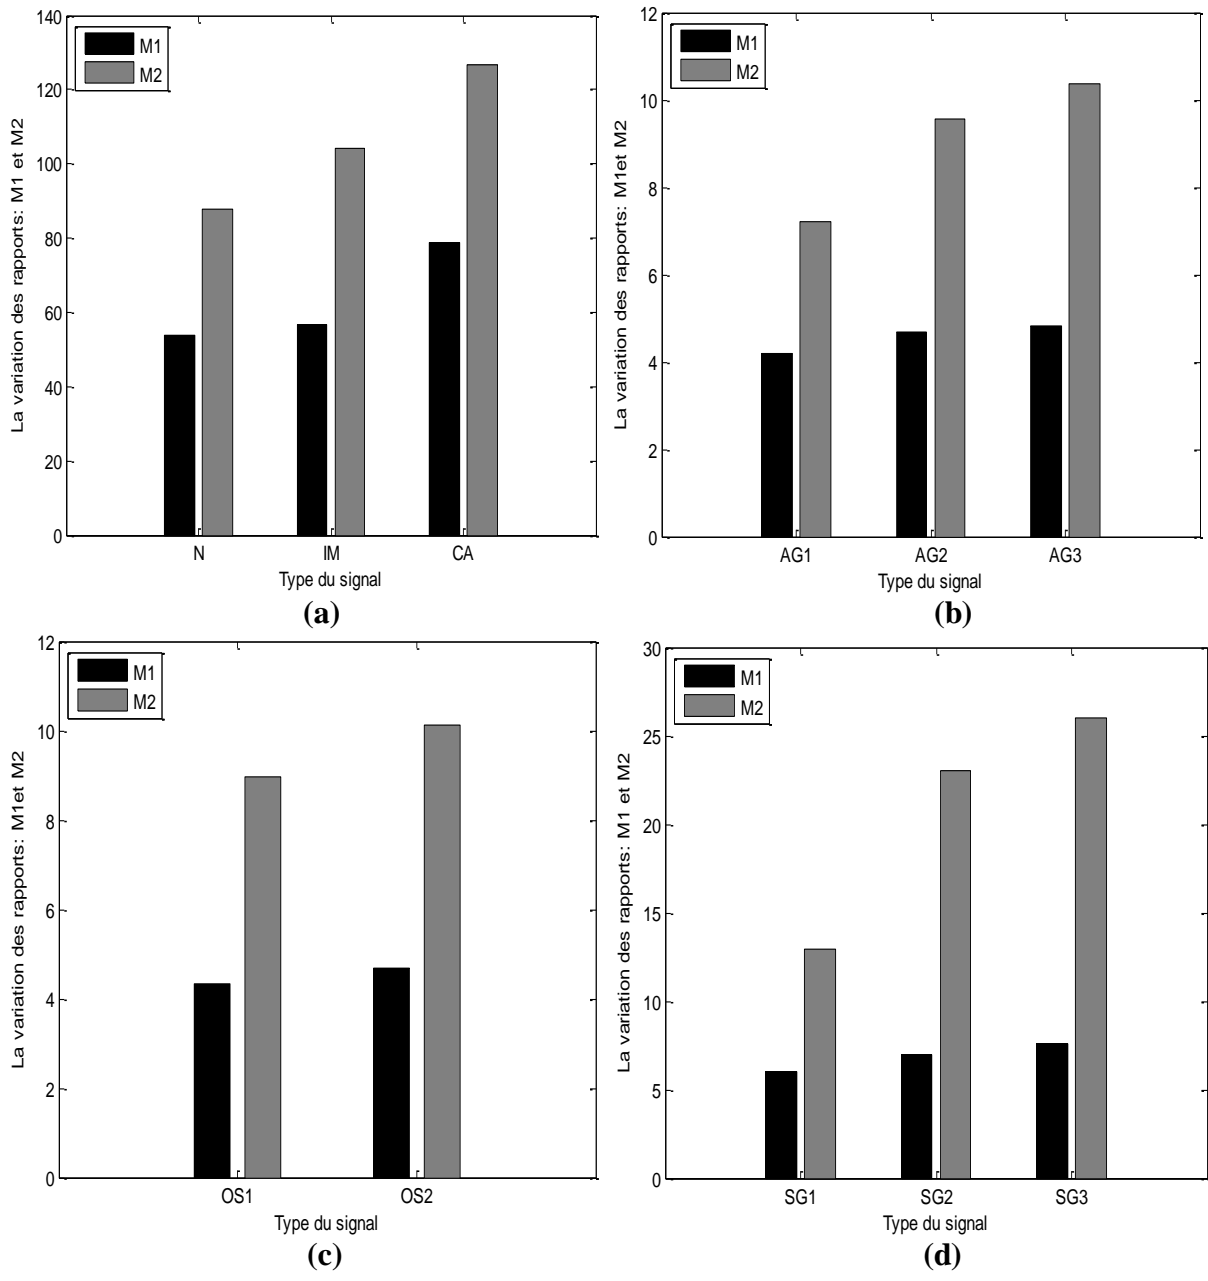 La variation des rapports: M1 et M2
140
120
100
80
60
40
20
0
M1
M2
N IM CA
Type du signal
(a)
La variation des rapports: M1et M2
12
10
8
6
4
2
0
M1
M2
AG1 AG2 AG3
Type du signal
(b)
La variation des rapports: M1et M2
12
10
8
6
4
2
0
M1
M2
OS1 OS2
Type du signal
(c)
La variation des rapports: M1 et M2
30
25
20
15
10
5
0
M1
M2
SG1 SG2 SG3
Type du signal
(d)